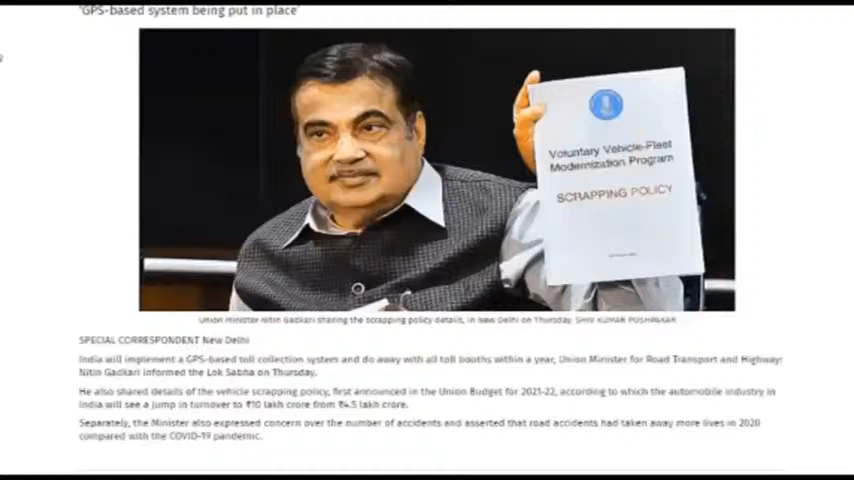 'GPS-based system being put in place'
Voluntary Vehicle-Fleet
Modernization Program
SCRAPPING POLICY
Union Minister Nitin Gadkari sharing the scrapping policy details, in New Delhi on Thursday. SHIV KUMAR PUSHPAKAR
SPECIAL CORRESPONDENT New Delhi
India will implement a GPS-based toll collection system and do away with all toll booths within a year, Union Minister for Road Transport and Highway:
Nitin Gadkari informed the Lok Sabha on Thursday.
He also shared details of the vehicle scrapping policy, first announced in the Union Budget for 2021-22, according to which the automobile industry in
India will see a jump in turnover to ₹10 lakh crore from ₹4.5 lakh crore.
Separately, the Minister also expressed concern over the number of accidents and asserted that road accidents had taken away more lives in 2020
compared with the COVID-19 pandemic.